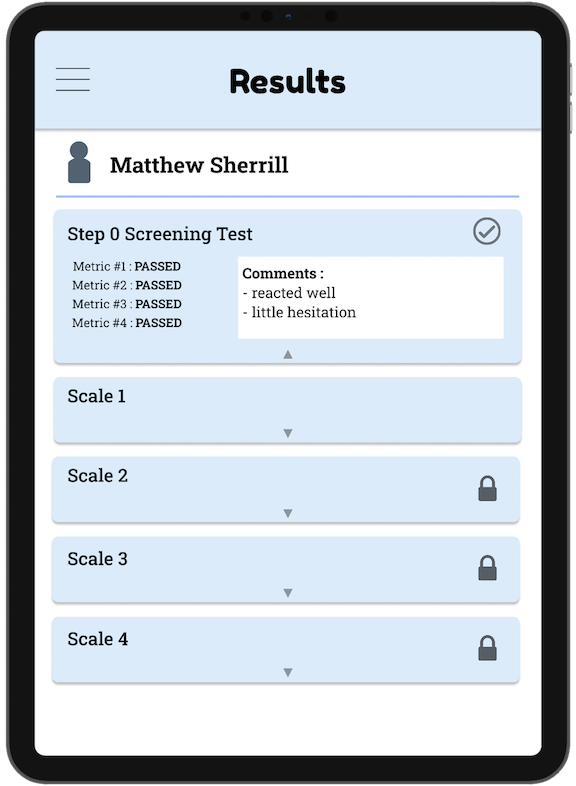 Results
Matthew Sherrill
Step 0 Screening Test
Metric #1 : PASSED
Metric #2 : PASSED
Metric #3 : PASSED
Metric #4 : PASSED
Comments :
- reacted well
- little hesitation
Scale 1
Scale 2
Scale 3
Scale 4